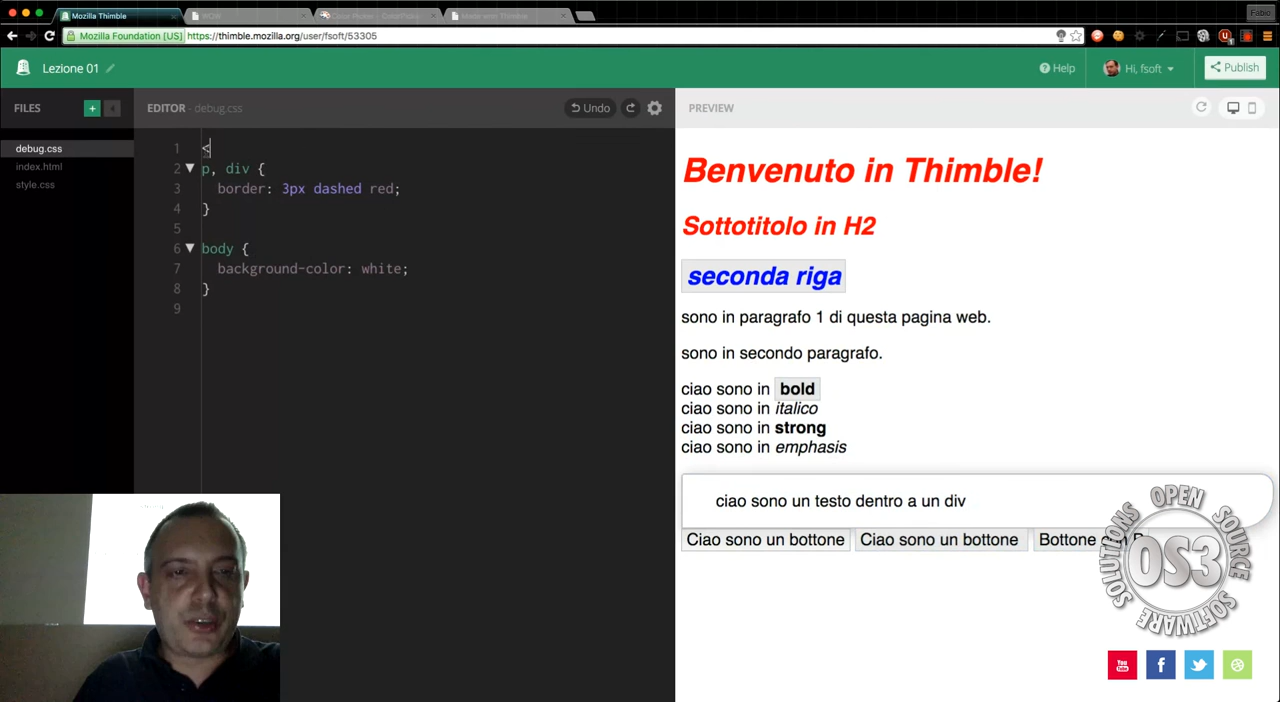 Mozilla Thimble
Fabio
Mozilla Foundation [US]
https://thimble.mozilla.org/user/fsoft/53305
Lezione 01
Help
Hi, fsoft
Publish
FILES
EDITOR - debug.css
Undo
PREVIEW
debug.css
index.html
style.css
1 <
2 p, div {
3 border: 3px dashed red;
4 }
5
6 body {
7 background-color: white;
8 }
9
Benvenuto in Thimble!
Sottotitolo in H2
seconda riga
sono in paragrafo 1 di questa pagina web.
sono in secondo paragrafo.
ciao sono in bold
ciao sono in italico
ciao sono in strong
ciao sono in emphasis
ciao sono un testo dentro a un div
Ciao sono un bottone Ciao sono un bottone Bottone
OPEN SOURCE SOFTWARE SOLUTIONS
OS3
You Tube